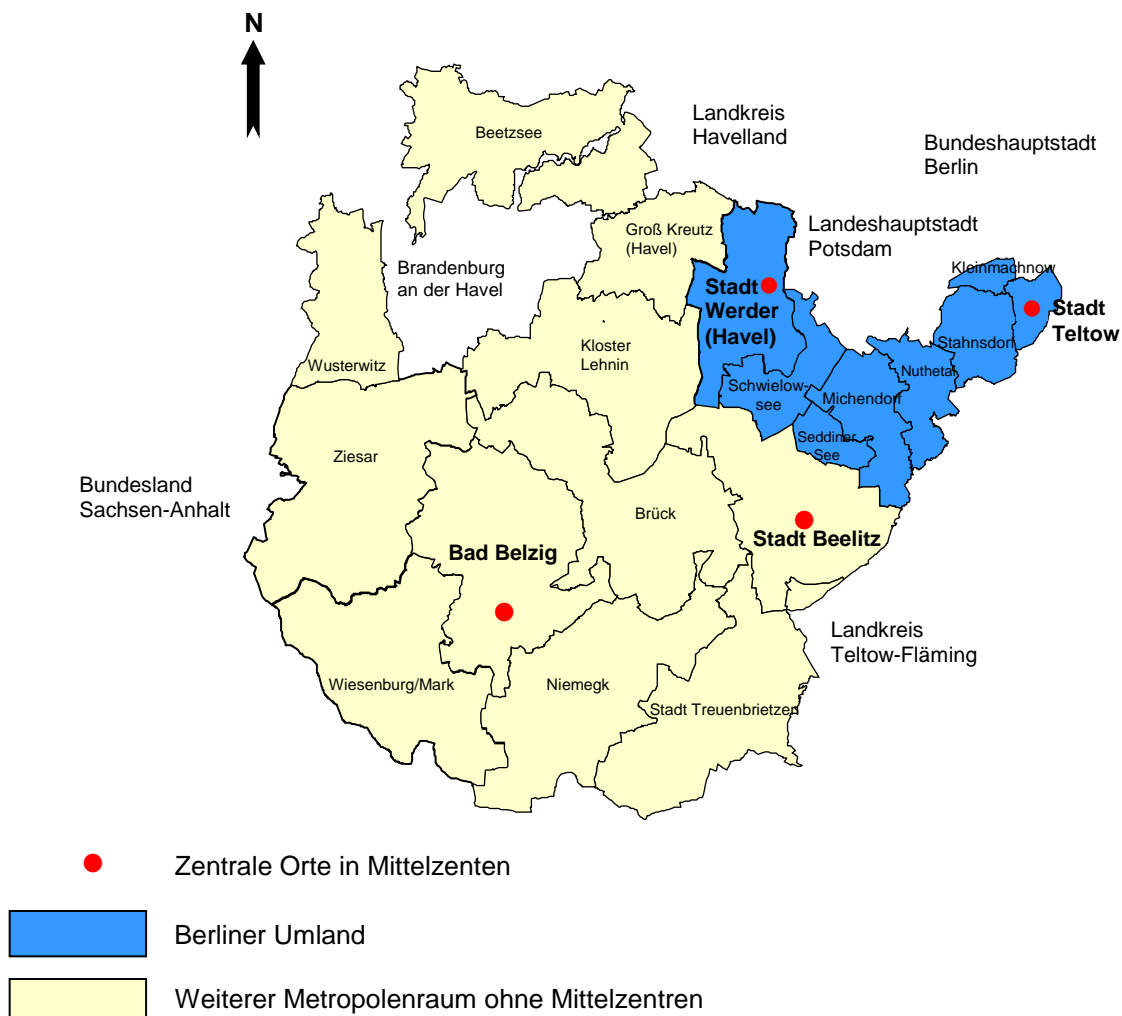 N
Landkreis
Havelland
Beetzsee
Bundeshauptstadt
Berlin
Groß Kreutz
(Havel)
Landeshauptstadt
Potsdam
Brandenburg
an der Havel
Kleinmachnow
Stadt
Werder
(Havel)
Stadt
Teltow
Kloster
Lehnin
Stahnsdorf
Wusterwitz
Nuthetal
Schwielow-
see
Michendorf
Seddiner
See
Ziesar
Bundesland
Sachsen-Anhalt
Brück
Stadt Beelitz
Bad Belzig
Landkreis
Teltow-Fläming
Wiesenburg/Mark
Niemegk
Stadt Treuenbrietzen
Zentrale Orte in Mittelzenten
Berliner Umland
Weiterer Metropolenraum ohne Mittelzentren